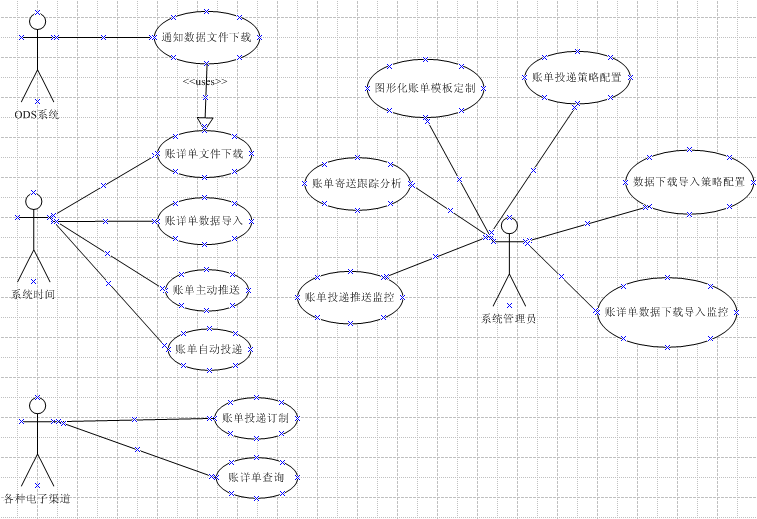 通知数据文件下载
<<uses>>
ODS系统
账详单文件下载
账详单数据导入
账单主动推送
账单自动投递
系统时间
图形化账单模板定制
账单投递策略配置
账单寄送跟踪分析
数据下载导入策略配置
账单投递推送监控
账详单数据下载导入监控
系统管理员
账单投递订制
账详单查询
各种电子渠道